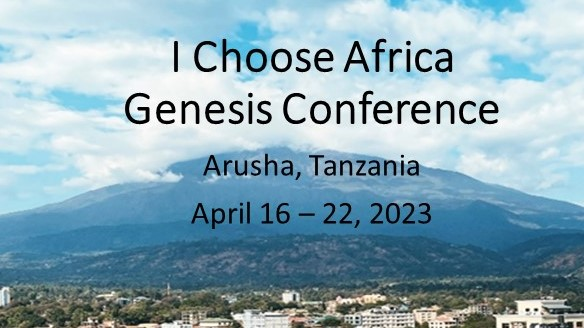 I Choose Africa
Genesis Conference
Arusha, Tanzania
April 16 – 22, 2023